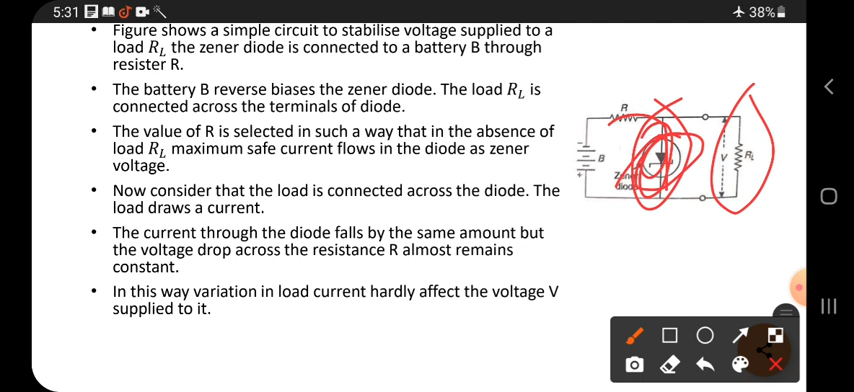 5:31
38%
• Figure shows a simple circuit to stabilise voltage supplied to a
load R_L the zener diode is connected to a battery B through
resister R.
• The battery B reverse biases the zener diode. The load R_L is
connected across the terminals of diode.
• The value of R is selected in such a way that in the absence of
load R_L maximum safe current flows in the diode as zener
voltage.
• Now consider that the load is connected across the diode. The
load draws a current.
• The current through the diode falls by the same amount but
the voltage drop across the resistance R almost remains
constant.
• In this way variation in load current hardly affect the voltage V
supplied to it.
R
B
V
R_L